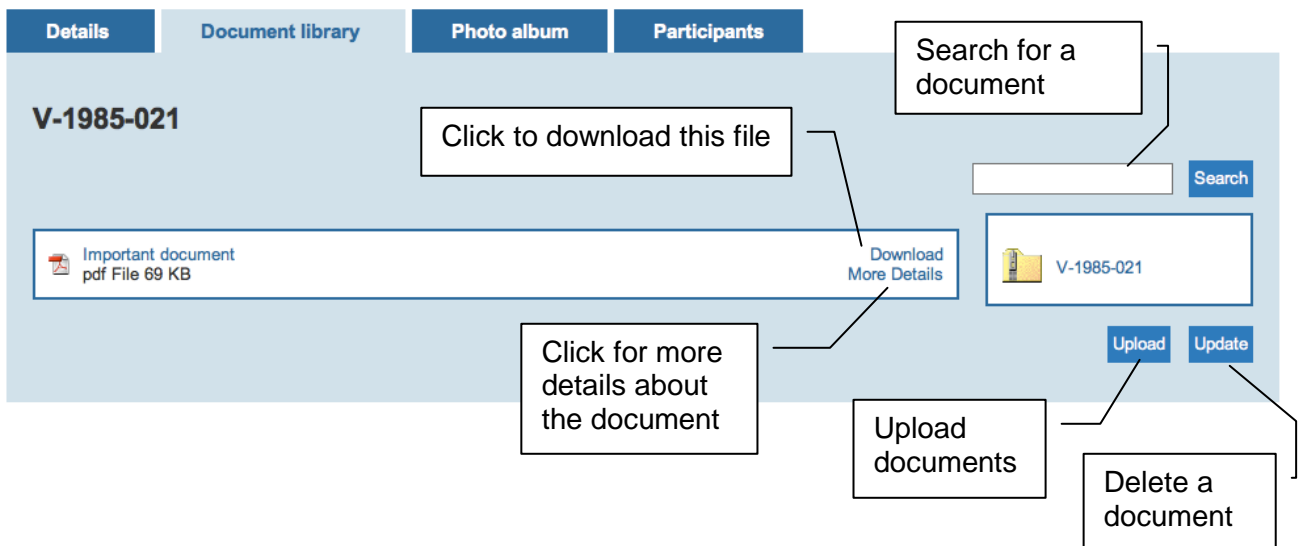 Details
Document library
Photo album
Participants
Search for a
document
V-1985-021
Click to download this file
Search
Important document
pdf File 69 KB
Download
More Details
V-1985-021
Upload
Update
Click for more
details about
the document
Upload
documents
Delete a
document